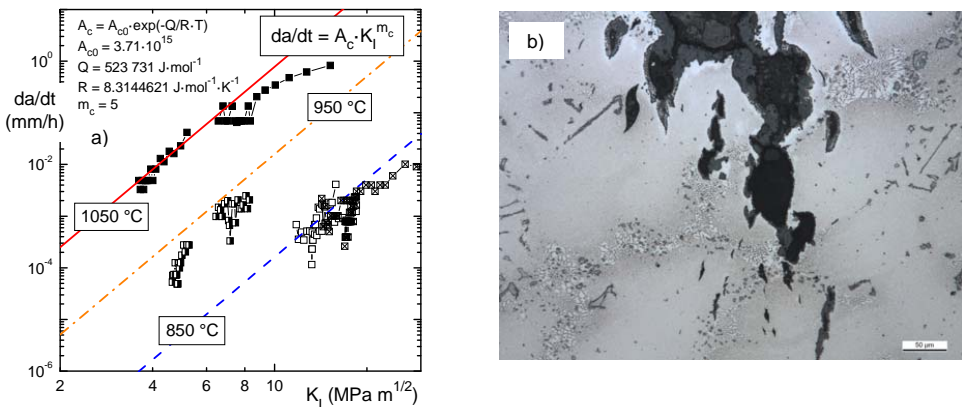 A_c = A_c0·exp(-Q/R·T)
A_c0 = 3.71·10^15
Q = 523 731 J·mol^-1
R = 8.3144621 J·mol^-1·K^-1
m_c = 5
da/dt = A_c·K_I^m_c
950 °C
a)
1050 °C
850 °C
da/dt
(mm/h)
10^0
10^-2
10^-4
10^-6
2 4 6 8 10
K_I (MPa m^1/2)
b)
50 µm